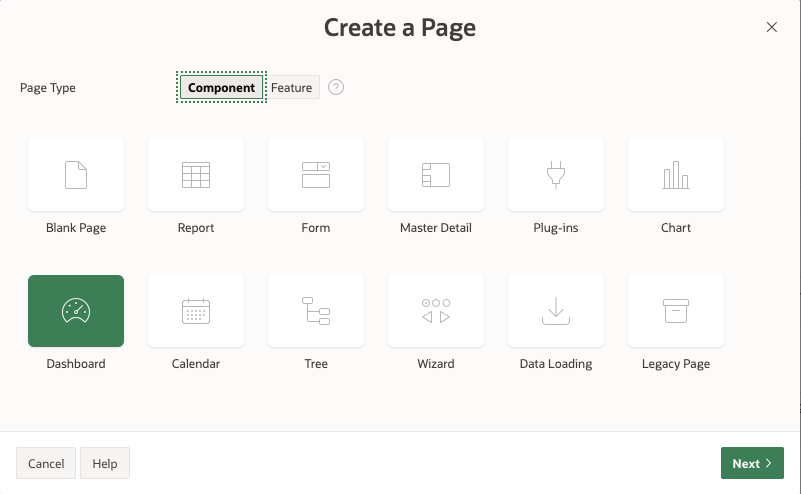 Create a Page
Page Type
Component
Feature
?
Blank Page
Report
Form
Master Detail
Plug-ins
Chart
Dashboard
Calendar
Tree
Wizard
Data Loading
Legacy Page
Cancel
Help
Next